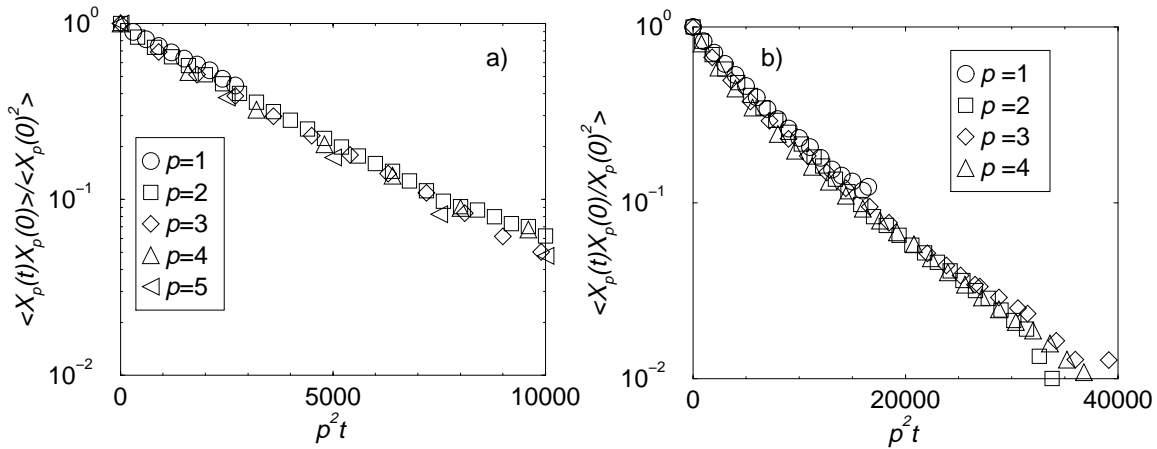 a)
<X_p(t)X_p(0)>/<X_p(0)^2>
10^0
10^−1
10^−2
p=1
p=2
p=3
p=4
p=5
0 5000 10000
p^2t
b)
<X_p(t)X_p(0)/X_p(0)^2>
10^0
10^−1
10^−2
p =1
p =2
p =3
p =4
0 20000 40000
p^2t